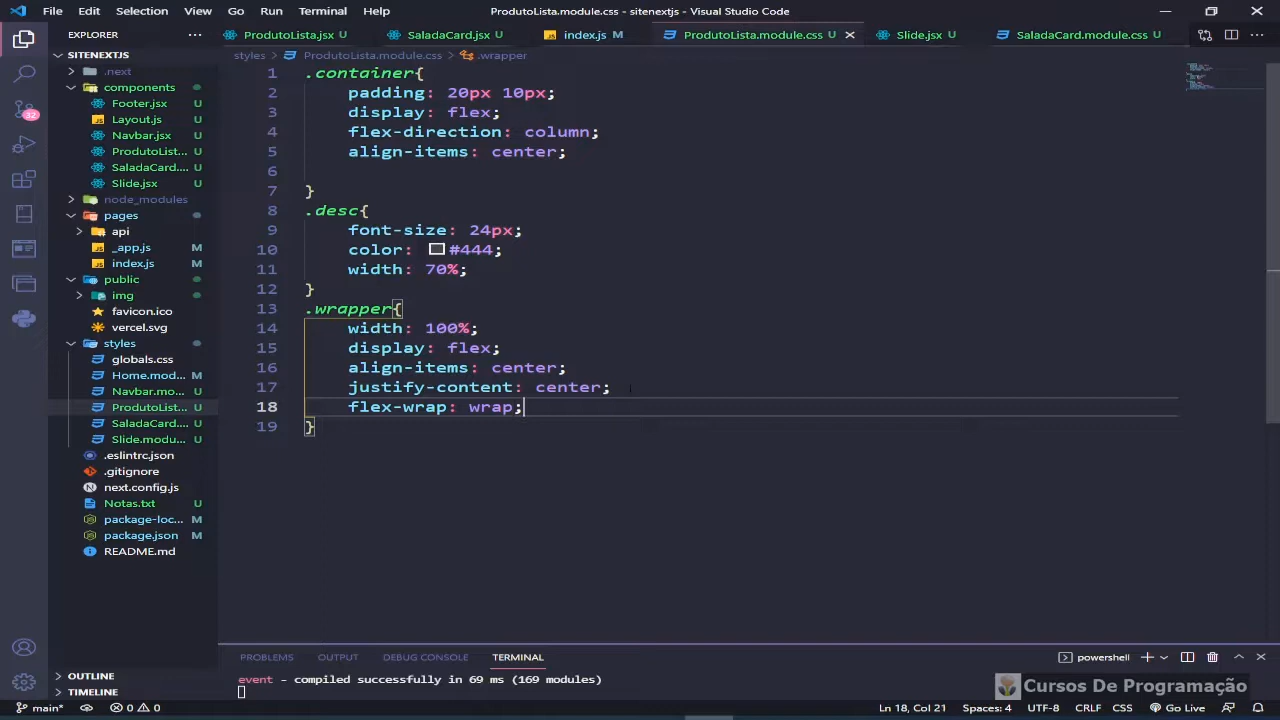 File Edit Selection View Go Run Terminal Help
ProdutoLista.module.css - sitenextjs - Visual Studio Code
EXPLORER ...
ProdutoLista.jsx U
SaladaCard.jsx U
index.js M
ProdutoLista.module.css U
Slide.jsx U
SaladaCard.module.css U
SITENEXTJS
.next
components
Footer.jsx U
Layout.js U
Navbar.jsx U
ProdutoList... U
SaladaCard.... U
Slide.jsx U
node_modules
pages
api
_app.js M
index.js M
public
img
favicon.ico
vercel.svg
styles
globals.css
Home.mod... M
Navbar.mo... U
ProdutoList... U
SaladaCard.... U
Slide.modu... U
.eslintrc.json
.gitignore
next.config.js
Notas.txt U
package-loc... M
package.json M
README.md
OUTLINE
TIMELINE
32
styles > ProdutoLista.module.css > .wrapper
1 .container{
2 padding: 20px 10px;
3 display: flex;
4 flex-direction: column;
5 align-items: center;
6
7 }
8 .desc{
9 font-size: 24px;
10 color: #444;
11 width: 70%;
12 }
13 .wrapper{
14 width: 100%;
15 display: flex;
16 align-items: center;
17 justify-content: center;
18 flex-wrap: wrap;
19 }
PROBLEMS OUTPUT DEBUG CONSOLE TERMINAL
powershell
event - compiled successfully in 69 ms (169 modules)
Cursos De Programação
main* 0 0
Ln 18, Col 21 Spaces: 4 UTF-8 CRLF CSS Go Live